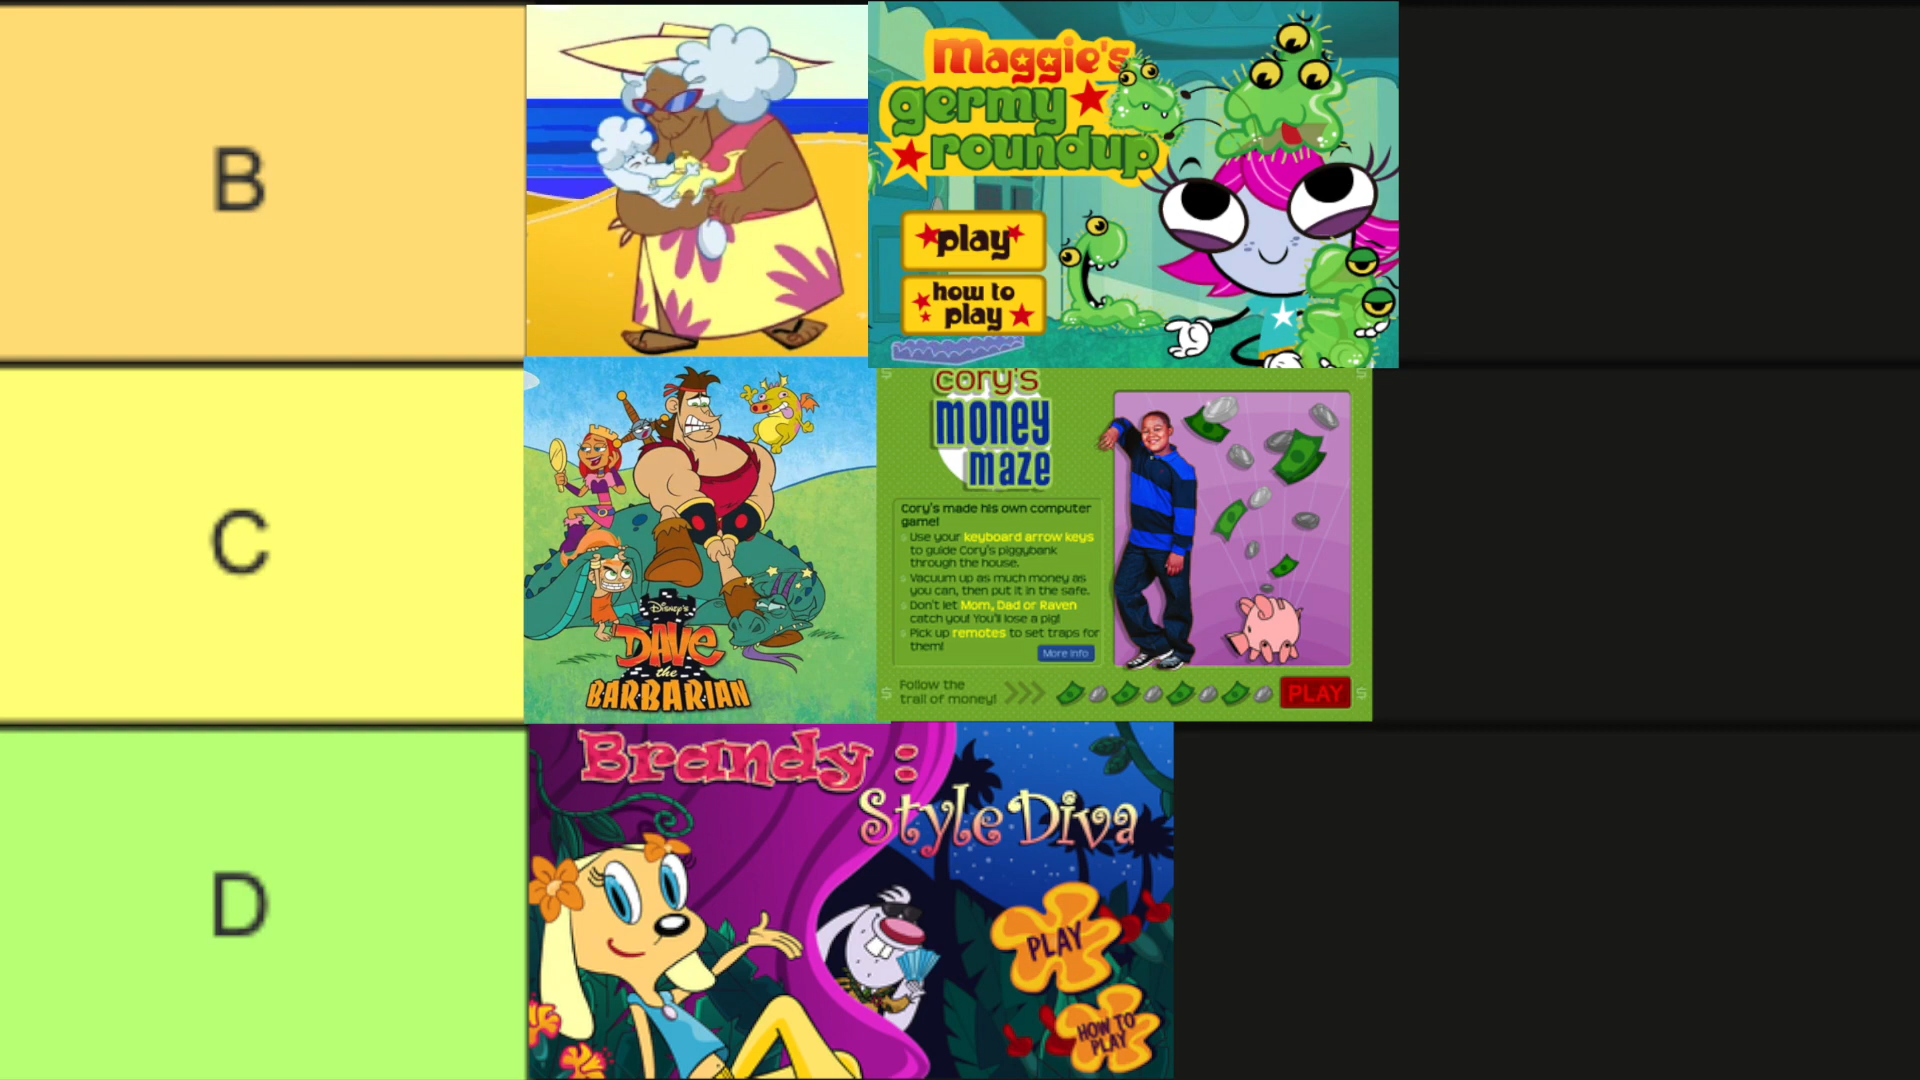 B
Maggie's
germy
roundup
play
how to
play
C
DISNEY'S
DAVE
the
BARBARIAN
cory's
money
maze
Cory's made his own computer
game!
Use your keyboard arrow keys
to guide Cory's piggybank
through the house.
Vacuum up as much money as
you can, then put it in the safe.
Don't let Mom, Dad or Raven
catch you! You'll lose a pig!
Pick up remotes to set traps for
them!
More Info
Follow the
trail of money!
PLAY
D
Brandy :
Style Diva
PLAY
HOW TO
PLAY